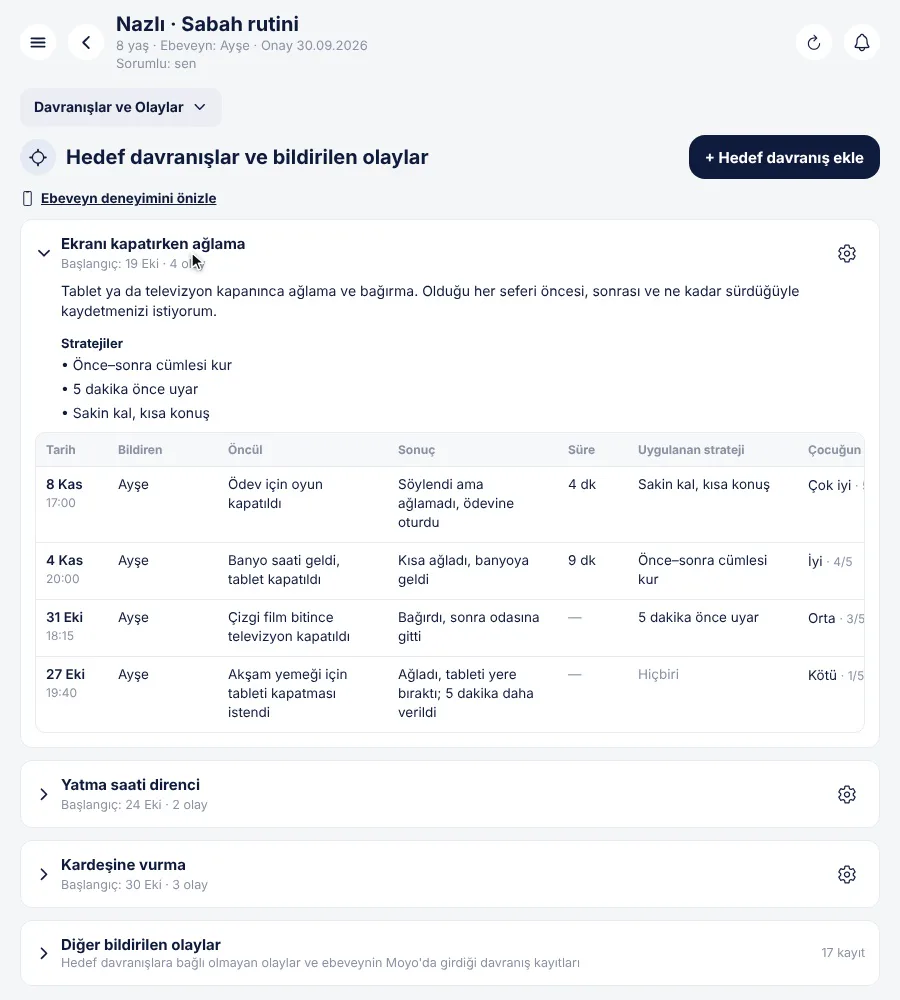 Nazlı · Sabah rutini
8 yaş · Ebeveyn: Ayşe · Onay 30.09.2026
Sorumlu: sen
Davranışlar ve Olaylar
Hedef davranışlar ve bildirilen olaylar
+ Hedef davranış ekle
Ebeveyn deneyimini önizle
Ekranı kapatırken ağlama
Başlangıç: 19 Eki · 4
Tablet ya da televizyon kapanınca ağlama ve bağırma. Olduğu her seferi öncesi, sonrası ve ne kadar sürdüğüyle
kaydetmenizi istiyorum.
Stratejiler
• Önce–sonra cümlesi kur
• 5 dakika önce uyar
• Sakin kal, kısa konuş
Tarih Bildiren Öncül Sonuç Süre Uygulanan strateji Çocuğun
8 Kas Ayşe Ödev için oyun Söylendi ama 4 dk Sakin kal, kısa konuş Çok iyi ·
17:00 kapatıldı ağlamadı, ödevine
oturdu
4 Kas Ayşe Banyo saati geldi, Kısa ağladı, banyoya 9 dk Önce–sonra cümlesi İyi · 4/5
20:00 tablet kapatıldı geldi kur
31 Eki Ayşe Çizgi film bitince Bağırdı, sonra odasına — 5 dakika önce uyar Orta · 3/5
18:15 televizyon kapatıldı gitti
27 Eki Ayşe Akşam yemeği için Ağladı, tableti yere — Hiçbiri Kötü · 1/5
19:40 tableti kapatması bıraktı; 5 dakika daha
istendi verildi
Yatma saati direnci
Başlangıç: 24 Eki · 2 olay
Kardeşine vurma
Başlangıç: 30 Eki · 3 olay
Diğer bildirilen olaylar
Hedef davranışlara bağlı olmayan olaylar ve ebeveynin Moyo'da girdiği davranış kayıtları
17 kayıt